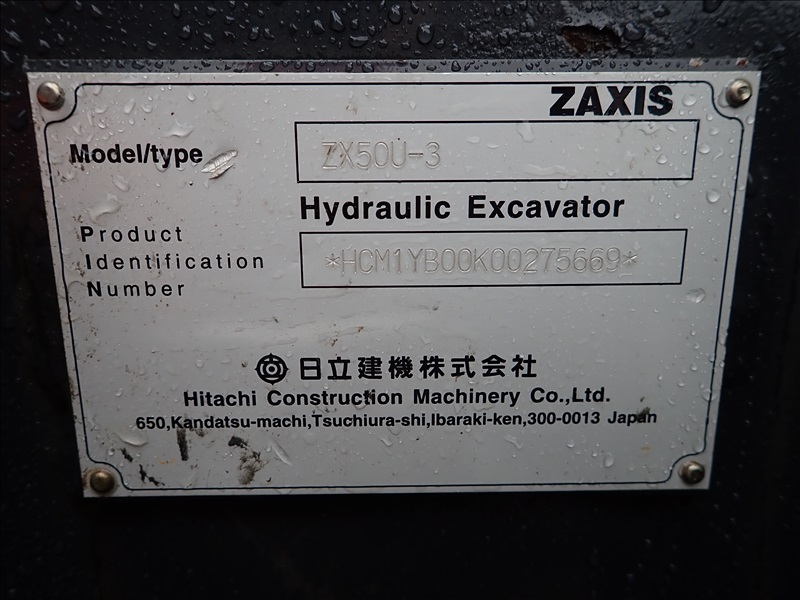 ZAXIS
Model/type ZX50U-3
Hydraulic Excavator
Product
Identification *HCM1YB00K00275669*
Number
日立建機株式会社
Hitachi Construction Machinery Co.,Ltd.
650,Kandatsu-machi,Tsuchiura-shi,Ibaraki-ken,300-0013 Japan